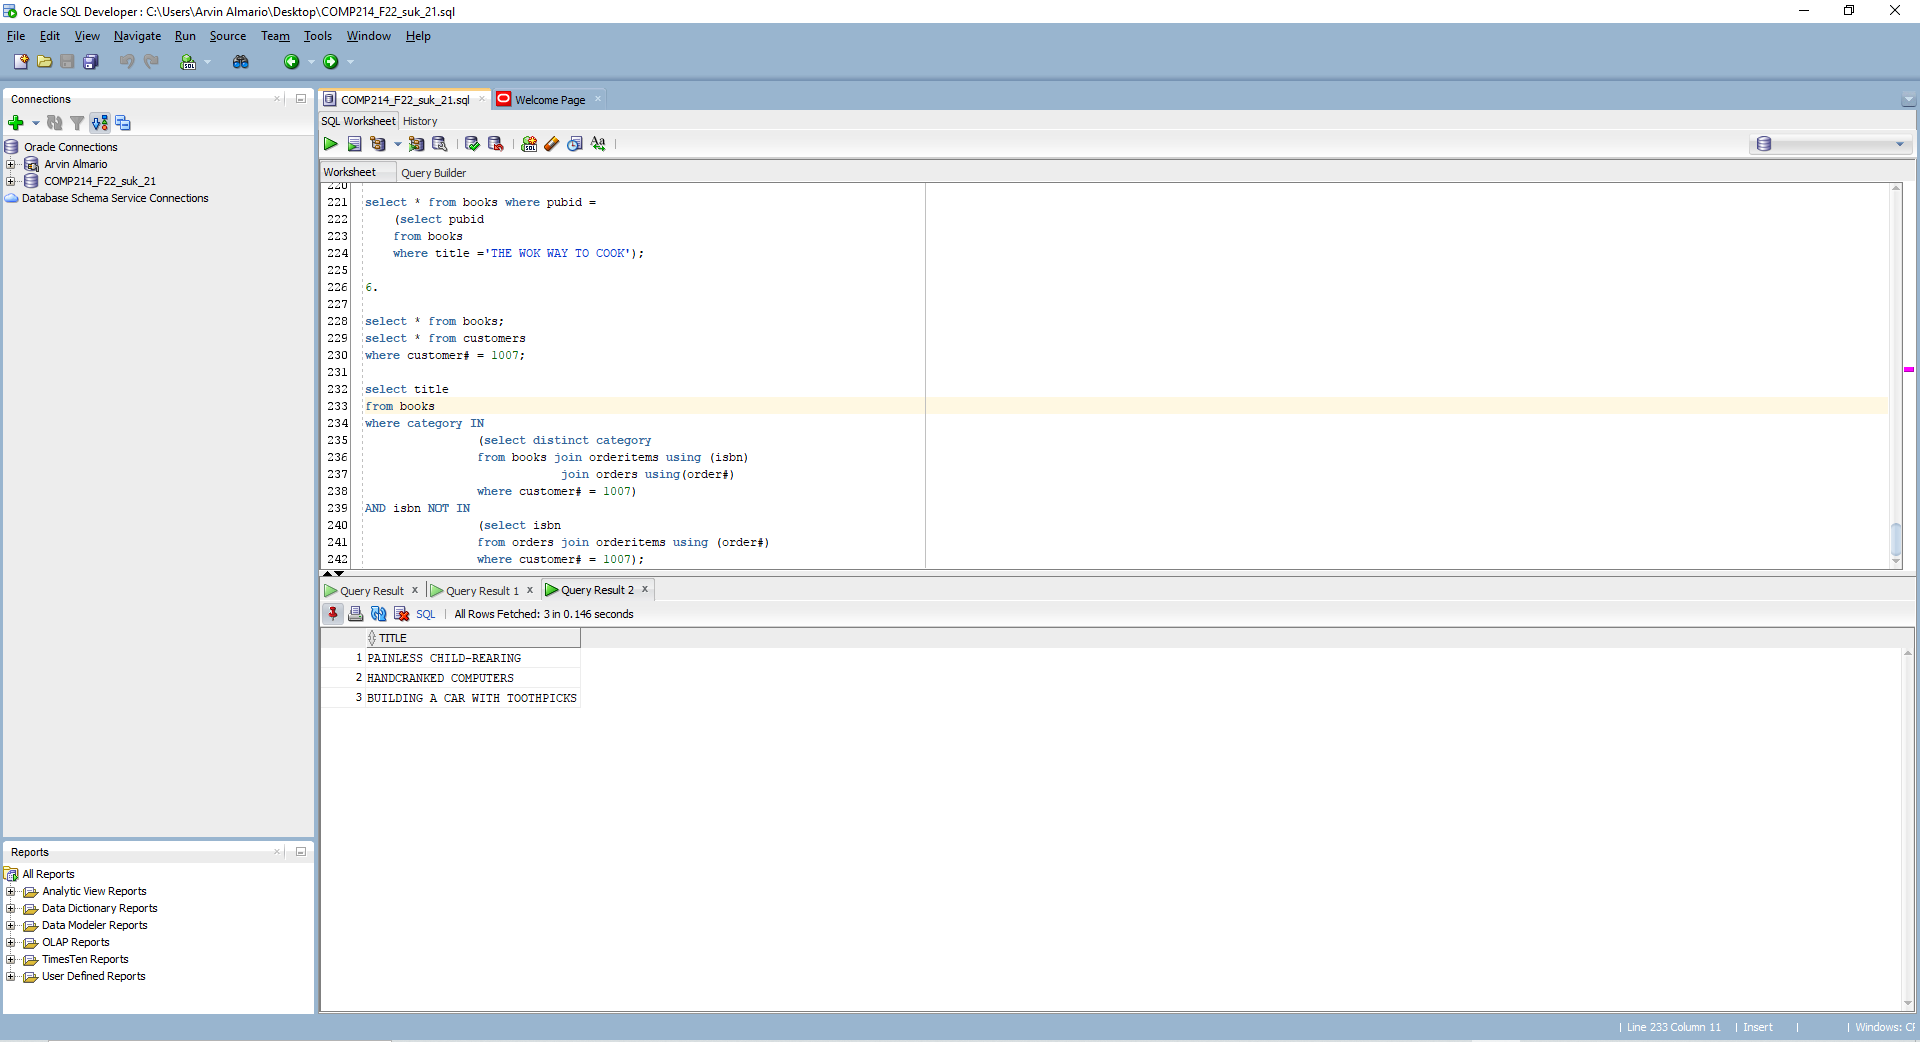 Oracle SQL Developer : C:\Users\Arvin Almario\Desktop\COMP214_F22_suk_21.sql
File Edit View Navigate Run Source Team Tools Window Help
Connections
Oracle Connections
Arvin Almario
COMP214_F22_suk_21
Database Schema Service Connections
Reports
All Reports
Analytic View Reports
Data Dictionary Reports
Data Modeler Reports
OLAP Reports
TimesTen Reports
User Defined Reports
COMP214_F22_suk_21.sql Welcome Page
SQL Worksheet History
Worksheet Query Builder
220
221 select * from books where pubid =
222 (select pubid
223 from books
224 where title ='THE WOK WAY TO COOK');
225
226 6.
227
228 select * from books;
229 select * from customers
230 where customer# = 1007;
231
232 select title
233 from books
234 where category IN
235 (select distinct category
236 from books join orderitems using (isbn)
237 join orders using(order#)
238 where customer# = 1007)
239 AND isbn NOT IN
240 (select isbn
241 from orders join orderitems using (order#)
242 where customer# = 1007);
Query Result Query Result 1 Query Result 2
SQL | All Rows Fetched: 3 in 0.146 seconds
TITLE
1 PAINLESS CHILD-REARING
2 HANDCRANKED COMPUTERS
3 BUILDING A CAR WITH TOOTHPICKS
Line 233 Column 11 Insert Windows: CF